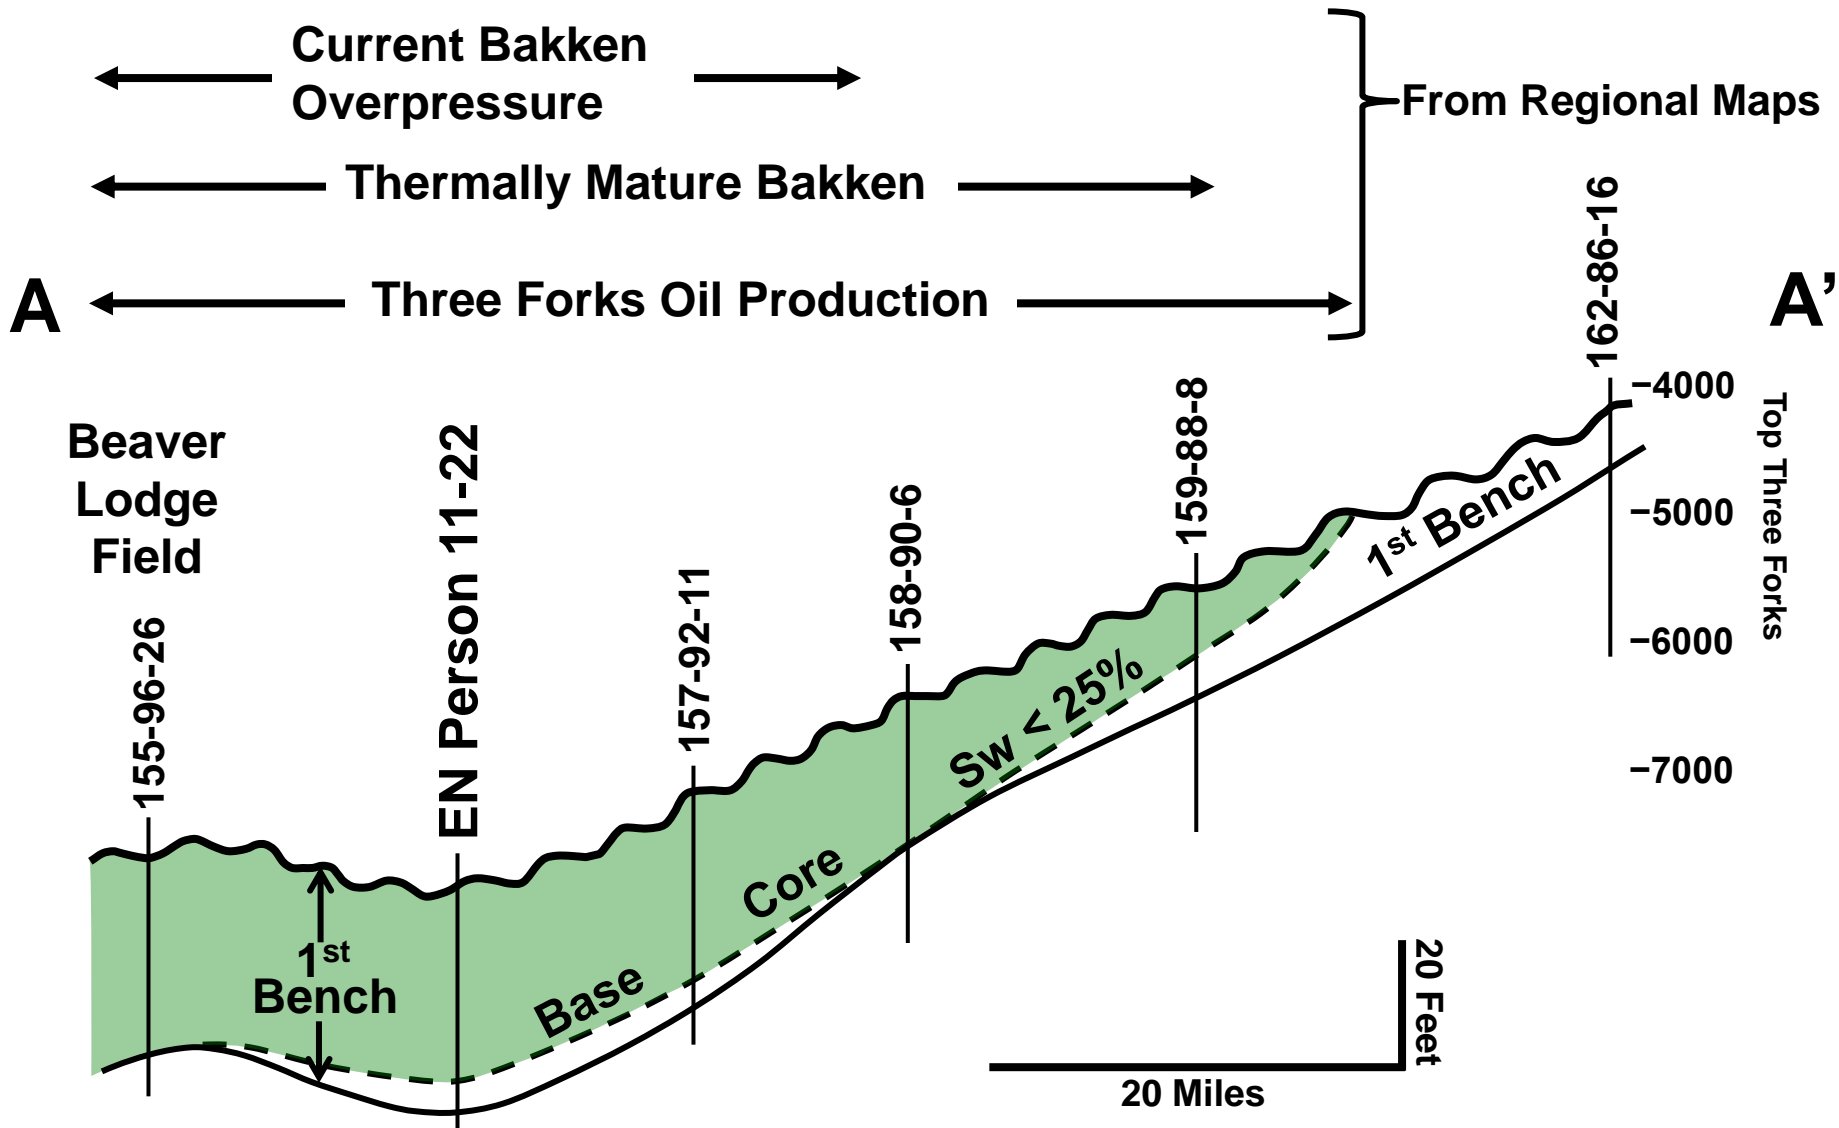 Current Bakken
Overpressure
From Regional Maps
Thermally Mature Bakken
Three Forks Oil Production
A
A’
Beaver
Lodge
Field
155-96-26
EN Person 11-22
157-92-11
158-90-6
159-88-8
162-86-16
−4000
−5000
−6000
−7000
Top Three Forks
1st Bench
Sw < 25%
Base Core
1st
Bench
20 Feet
20 Miles